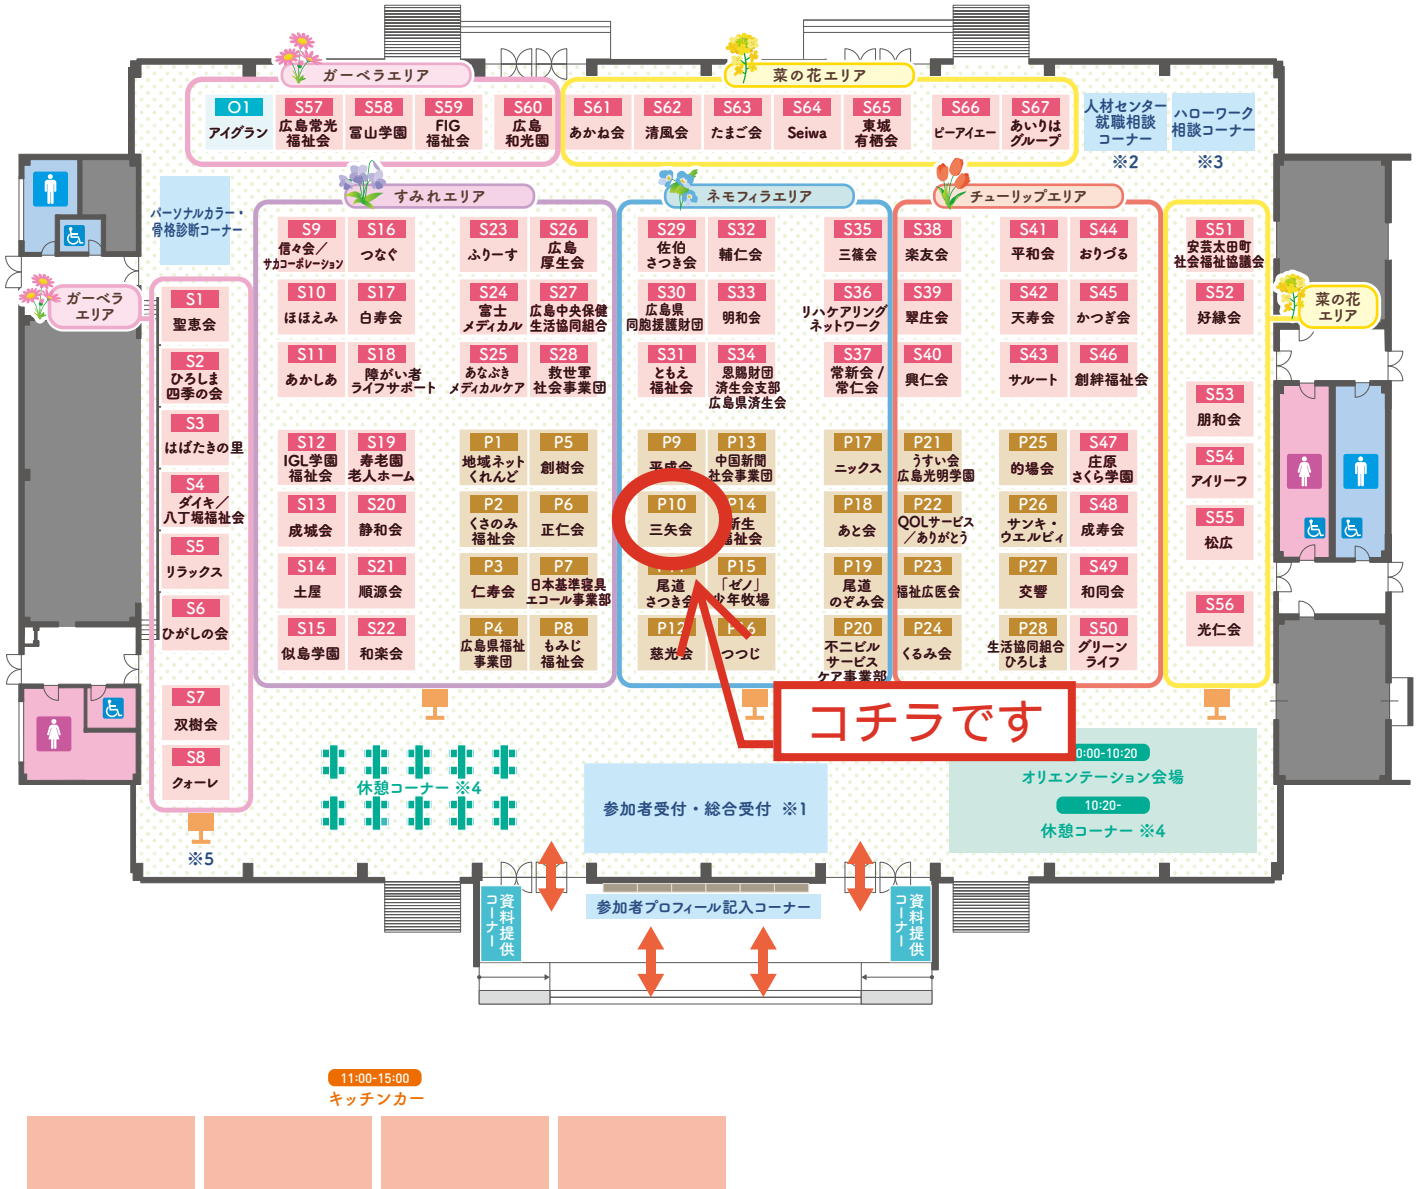 ガーベラエリア
菜の花エリア
O1
アイグラン
S57
広島常光
福祉会
S58
冨山学園
S59
FIG
福祉会
S60
広島
和光園
S61
あかね会
S62
清風会
S63
たまご会
S64
Seiwa
S65
東城
有栖会
S66
ビーアイエー
S67
あいりは
グループ
人材センター
就職相談
コーナー
※2
ハローワーク
相談コーナー
※3
パーソナルカラー・
骨格診断コーナー
すみれエリア
ネモフィラエリア
チューリップエリア
ガーベラ
エリア
菜の花
エリア
S1
聖恵会
S2
ひろしま
四季の会
S3
はばたきの里
S4
ダイキ／
八丁堀福祉会
S5
リラックス
S6
ひがしの会
S7
双樹会
S8
クォーレ
※5
S9
信々会／
サカコーポレーション
S16
つなぐ
S23
ふりーす
S26
広島
厚生会
S10
ほほえみ
S17
白寿会
S24
富士
メディカル
S27
広島中央保健
生活協同組合
S11
あかしあ
S18
障がい者
ライフサポート
S25
あなぶき
メディカルケア
S28
救世軍
社会事業団
S12
IGL学園
福祉会
S19
寿老園
老人ホーム
P1
地域ネット
くれんど
P5
創樹会
S13
成城会
S20
静和会
P2
くさのみ
福祉会
P6
正仁会
S14
土屋
S21
順源会
P3
仁寿会
P7
日本基準寝具
エコール事業部
S15
似島学園
S22
和楽会
P4
広島県福祉
事業団
P8
もみじ
福祉会
S29
佐伯
さつき会
S32
輔仁会
S35
三篠会
S30
広島県
同胞援護財団
S33
明和会
S36
リハケアリング
ネットワーク
S31
ともえ
福祉会
S34
恩賜財団
済生会支部
広島県済生会
S37
常新会／
常仁会
P9
平成会
P13
中国新聞
社会事業団
P17
ニックス
P10
三矢会
P14
新生
福祉会
P18
あと会
尾道
さつき会
P15
「ゼノ」
少年牧場
P19
尾道
のぞみ会
P12
慈光会
P16
つつじ
P20
不二ビル
サービス
ケア事業部
S38
楽友会
S41
平和会
S44
おりづる
S39
翠庄会
S42
天寿会
S45
かつぎ会
S40
興仁会
S43
サルート
S46
創絆福祉会
P21
うすい会
広島光明学園
P25
的場会
S47
庄原
さくら学園
P22
QOLサービス
／ありがとう
P26
サンキ・
ウエルビィ
S48
成寿会
P23
福祉広医会
P27
交響
S49
和同会
P24
くるみ会
P28
生活協同組合
ひろしま
S50
グリーン
ライフ
S51
安芸太田町
社会福祉協議会
S52
好縁会
S53
朋和会
S54
アイリーフ
S55
松広
S56
光仁会
コチラです
休憩コーナー ※4
参加者受付・総合受付 ※1
0:00-10:20
オリエンテーション会場
10:20-
休憩コーナー ※4
資料提供
コーナー
参加者プロフィール記入コーナー
資料提供
コーナー
11:00-15:00
キッチンカー